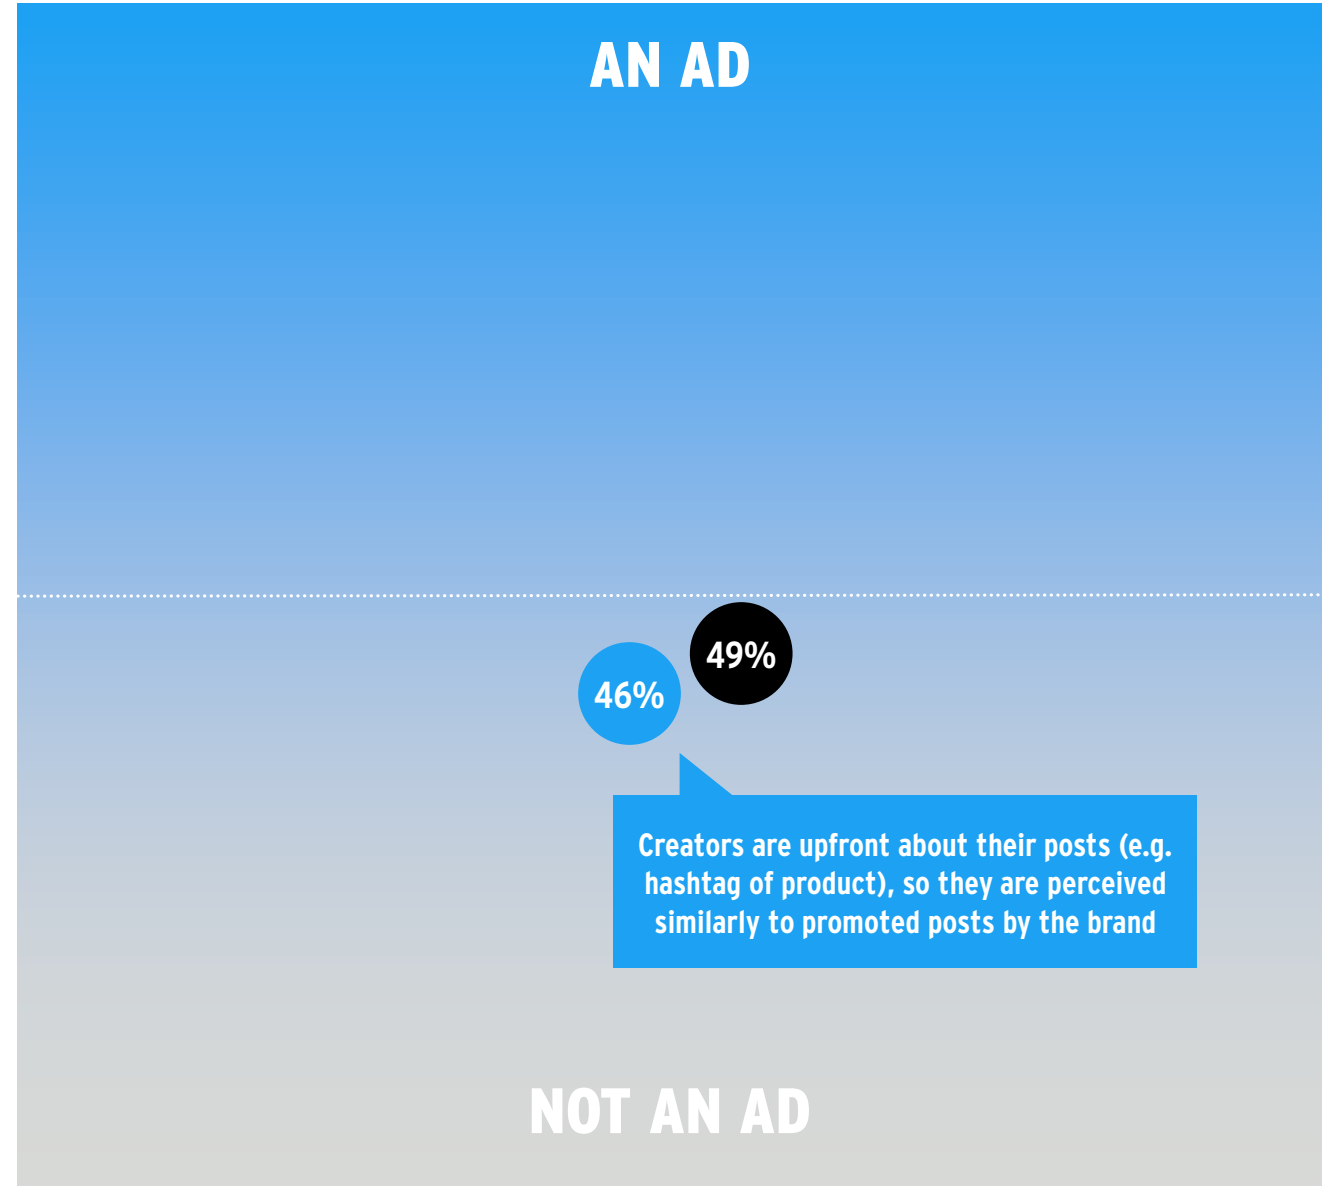 AN AD
49%
46%
Creators are upfront about their posts (e.g.
hashtag of product), so they are perceived
similarly to promoted posts by the brand
NOT AN AD